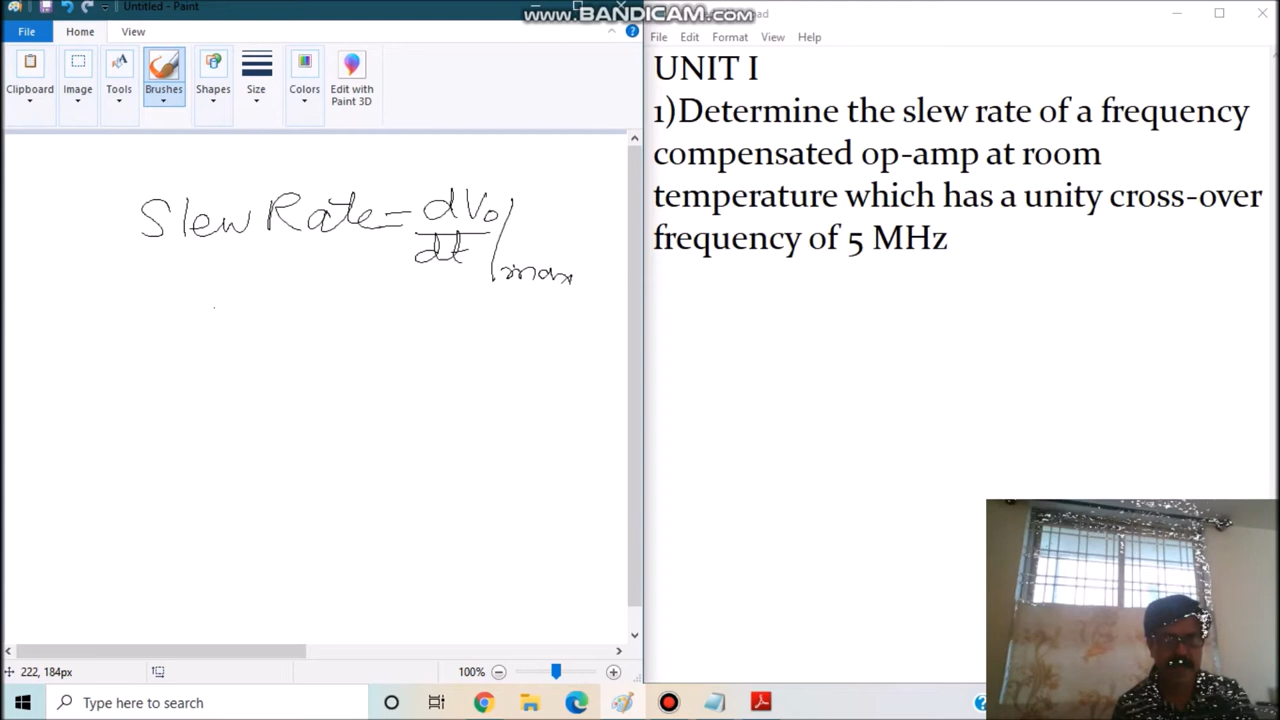 Untitled - Paint
www.BANDICAM.com
File Home View
File Edit Format View Help
Clipboard Image Tools Brushes Shapes Size Colors Edit with Paint 3D
UNIT I
1)Determine the slew rate of a frequency
compensated op-amp at room
temperature which has a unity cross-over
frequency of 5 MHz
Slew Rate = dVo
dt
max
222, 184px
100%
Type here to search